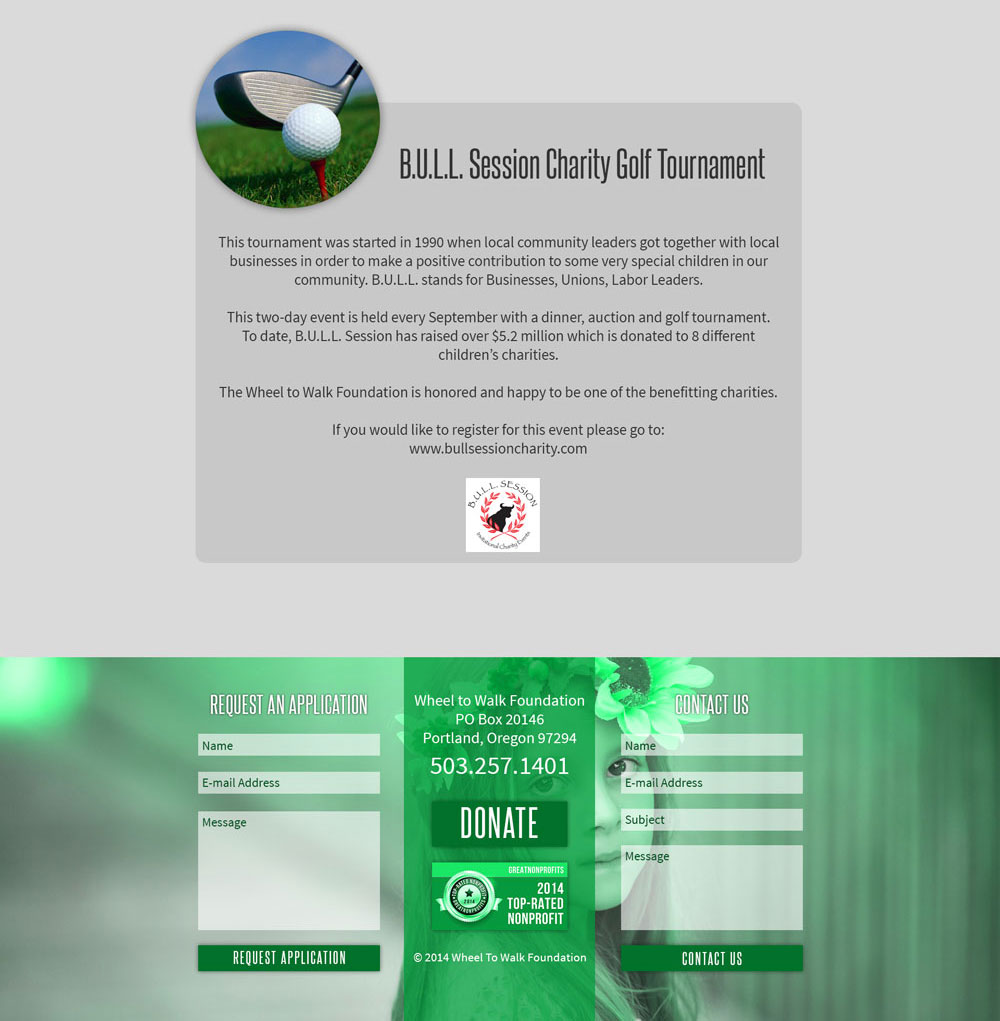 B.U.L.L. Session Charity Golf Tournament
This tournament was started in 1990 when local community leaders got together with local
businesses in order to make a positive contribution to some very special children in our
community. B.U.L.L. stands for Businesses, Unions, Labor Leaders.
This two-day event is held every September with a dinner, auction and golf tournament.
To date, B.U.L.L. Session has raised over $5.2 million which is donated to 8 different
children’s charities.
The Wheel to Walk Foundation is honored and happy to be one of the benefitting charities.
If you would like to register for this event please go to:
www.bullsessioncharity.com
B.U.L.L. SESSION
Invitational Charity Events
REQUEST AN APPLICATION
Name
E-mail Address
Message
REQUEST APPLICATION
Wheel to Walk Foundation
PO Box 20146
Portland, Oregon 97294
503.257.1401
DONATE
GREATNONPROFITS
2014
TOP-RATED
NONPROFIT
TOP-RATED NONPROFIT
2014
GREATNONPROFITS
© 2014 Wheel To Walk Foundation
CONTACT US
Name
E-mail Address
Subject
Message
CONTACT US